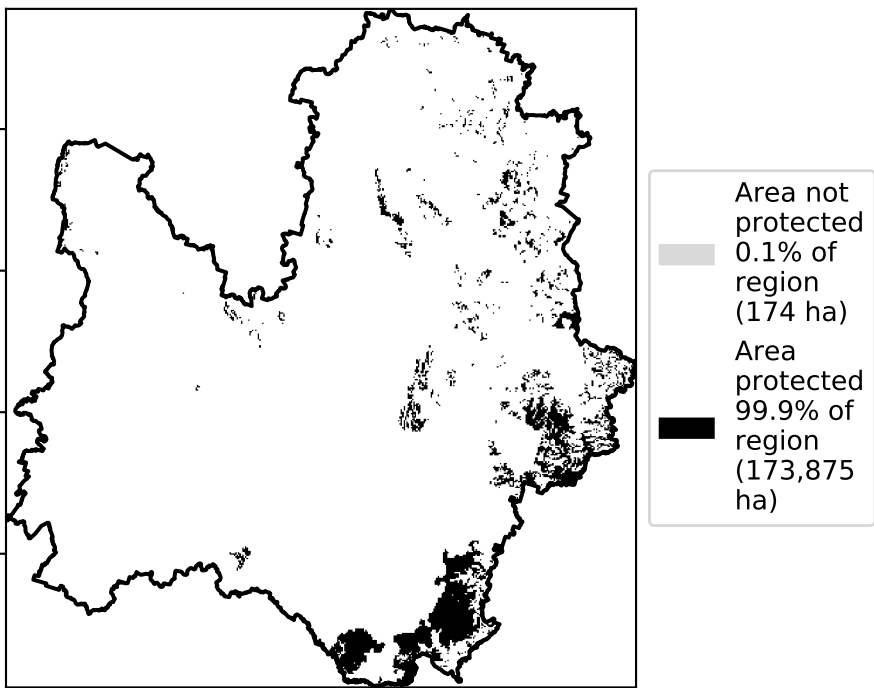 Area not
protected
0.1% of
region
(174 ha)
Area
protected
99.9% of
region
(173,875
ha)